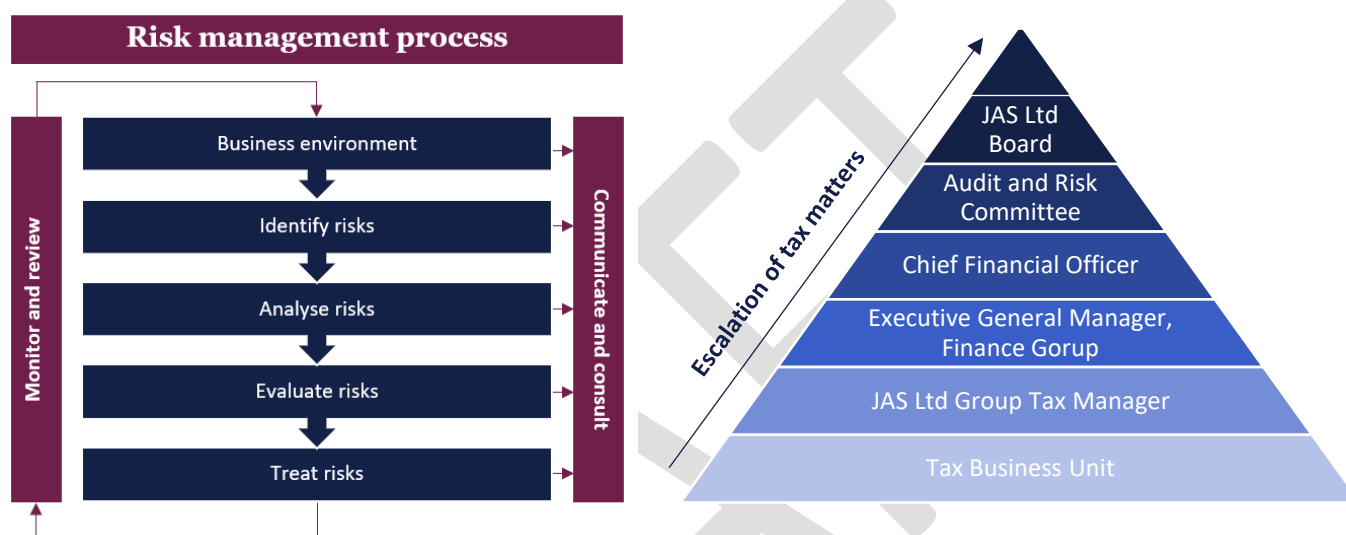 Risk management process
Monitor and review
Business environment
Identify risks
Analyse risks
Evaluate risks
Treat risks
Communicate and consult
Escalation of tax matters
JAS Ltd
Board
Audit and Risk
Committee
Chief Financial Officer
Executive General Manager,
Finance Gorup
JAS Ltd Group Tax Manager
Tax Business Unit